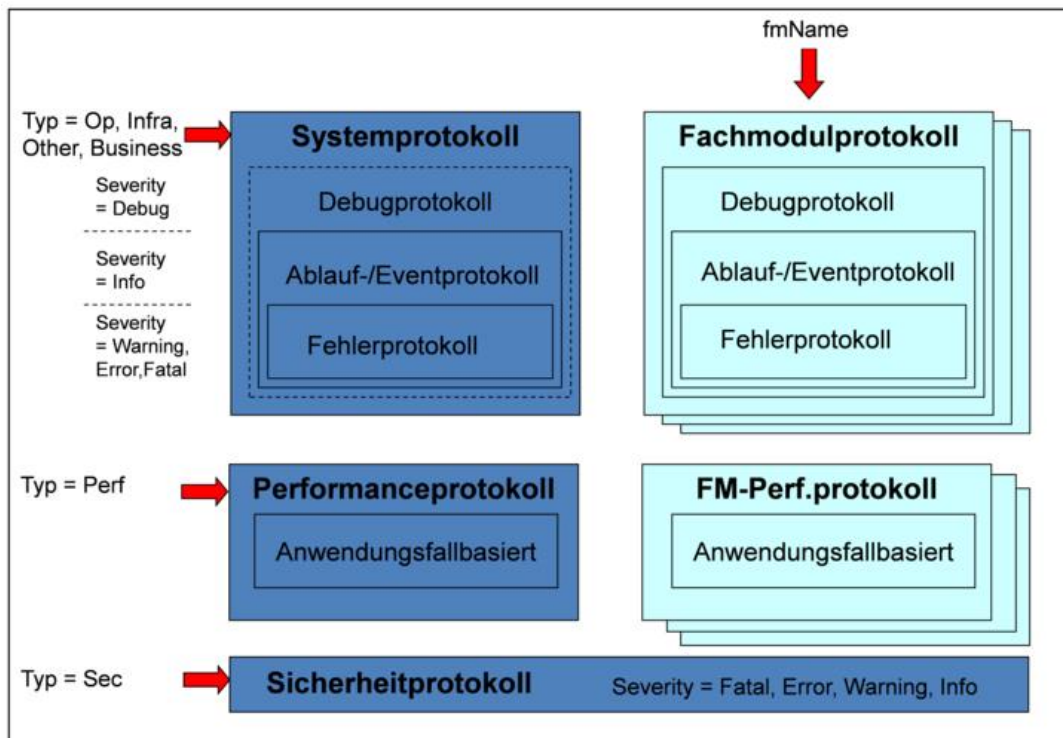 fmName
Typ = Op, Infra,
Other, Business
Systemprotokoll
Fachmodulprotokoll
Severity
= Debug
Debugprotokoll
Debugprotokoll
Severity
= Info
Ablauf-/Eventprotokoll
Ablauf-/Eventprotokoll
Severity
= Warning,
Error,Fatal
Fehlerprotokoll
Fehlerprotokoll
Typ = Perf
Performanceprotokoll
FM-Perf.protokoll
Anwendungsfallbasiert
Anwendungsfallbasiert
Typ = Sec
Sicherheitprotokoll
Severity = Fatal, Error, Warning, Info